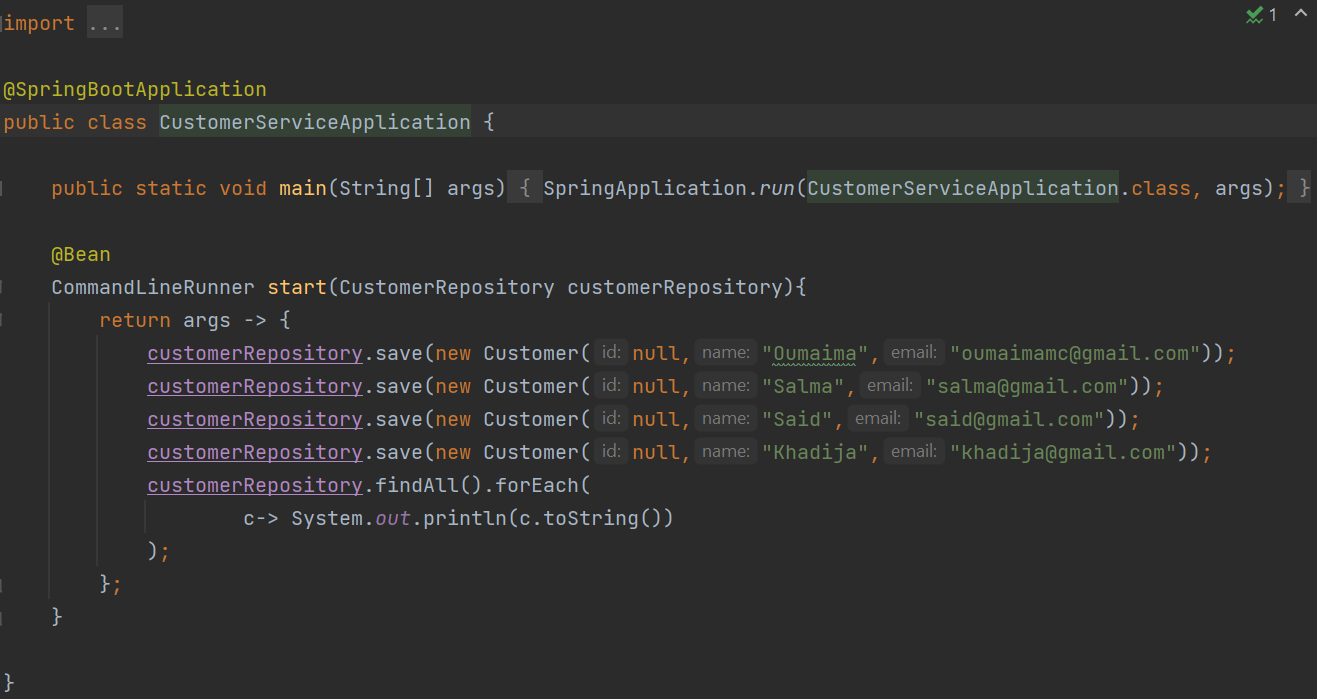 import ...
1
@SpringBootApplication
public class CustomerServiceApplication {
public static void main(String[] args) { SpringApplication.run(CustomerServiceApplication.class, args); }
@Bean
CommandLineRunner start(CustomerRepository customerRepository){
return args -> {
customerRepository.save(new Customer( id: null, name: "Oumaima", email: "oumaimamc@gmail.com"));
customerRepository.save(new Customer( id: null, name: "Salma", email: "salma@gmail.com"));
customerRepository.save(new Customer( id: null, name: "Said", email: "said@gmail.com"));
customerRepository.save(new Customer( id: null, name: "Khadija", email: "khadija@gmail.com"));
customerRepository.findAll().forEach(
c-> System.out.println(c.toString())
);
};
}
}